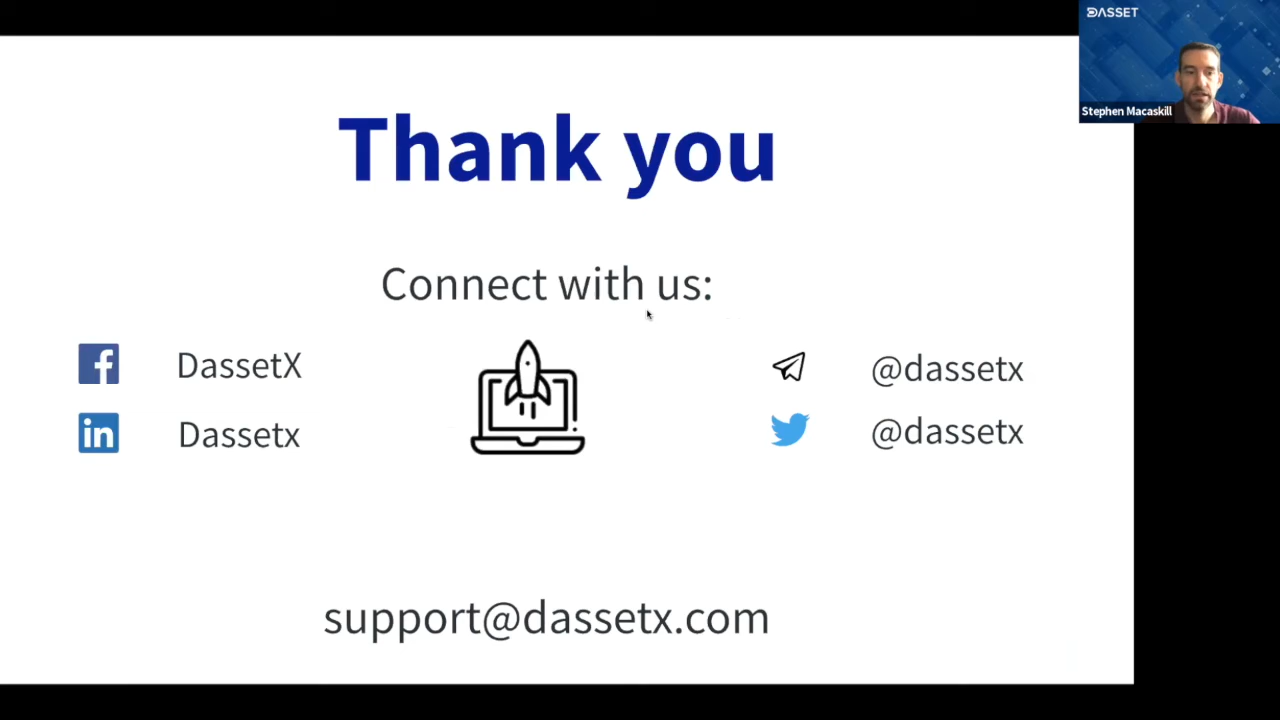 DASSET
Stephen Macaskill
Thank you
Connect with us:
DassetX
@dassetx
Dassetx
@dassetx
support@dassetx.com